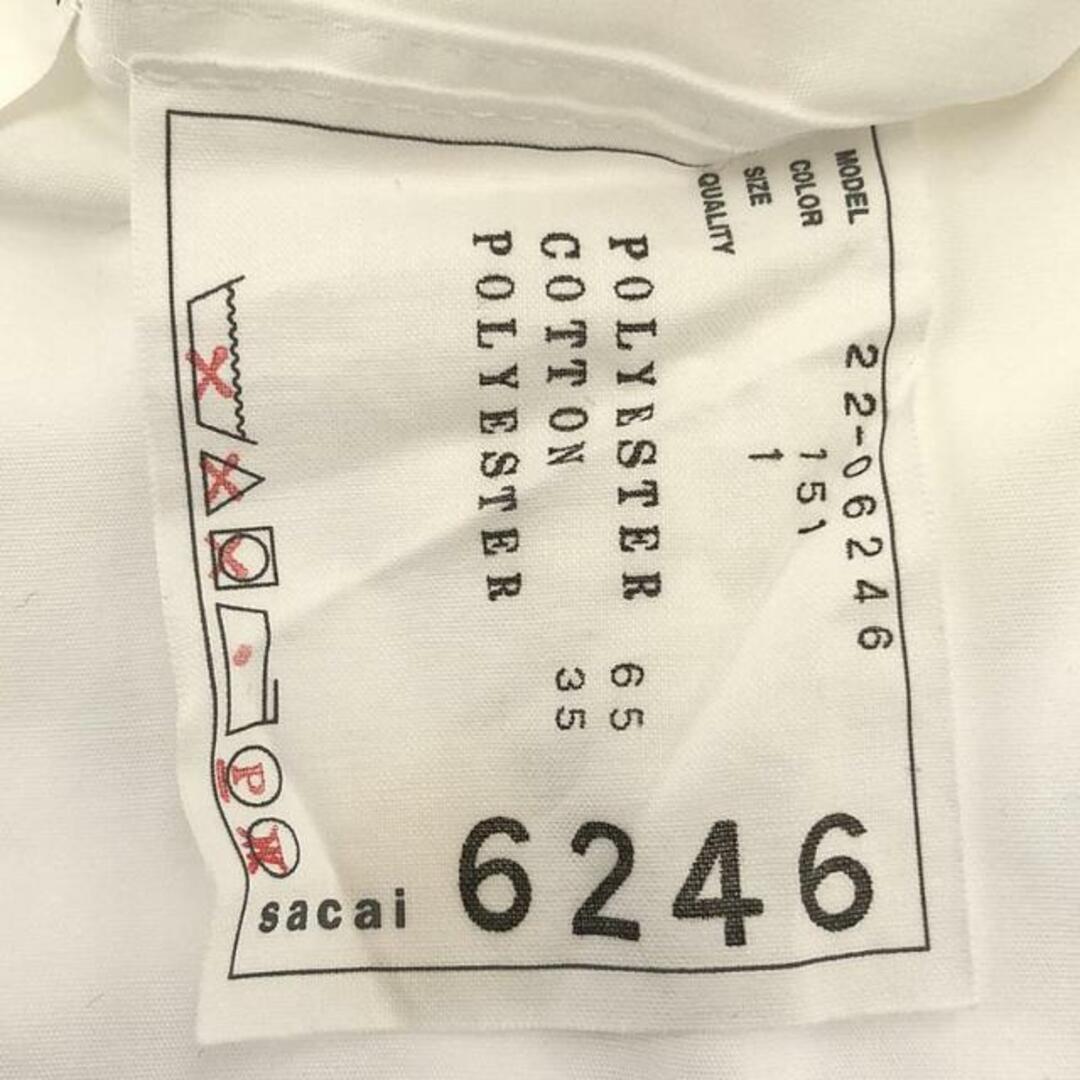 MODEL 22-06246
COLOR 151
SIZE 1
QUALITY
POLYESTER 65
COTTON 35
POLYESTER
P
W
sacai
6246